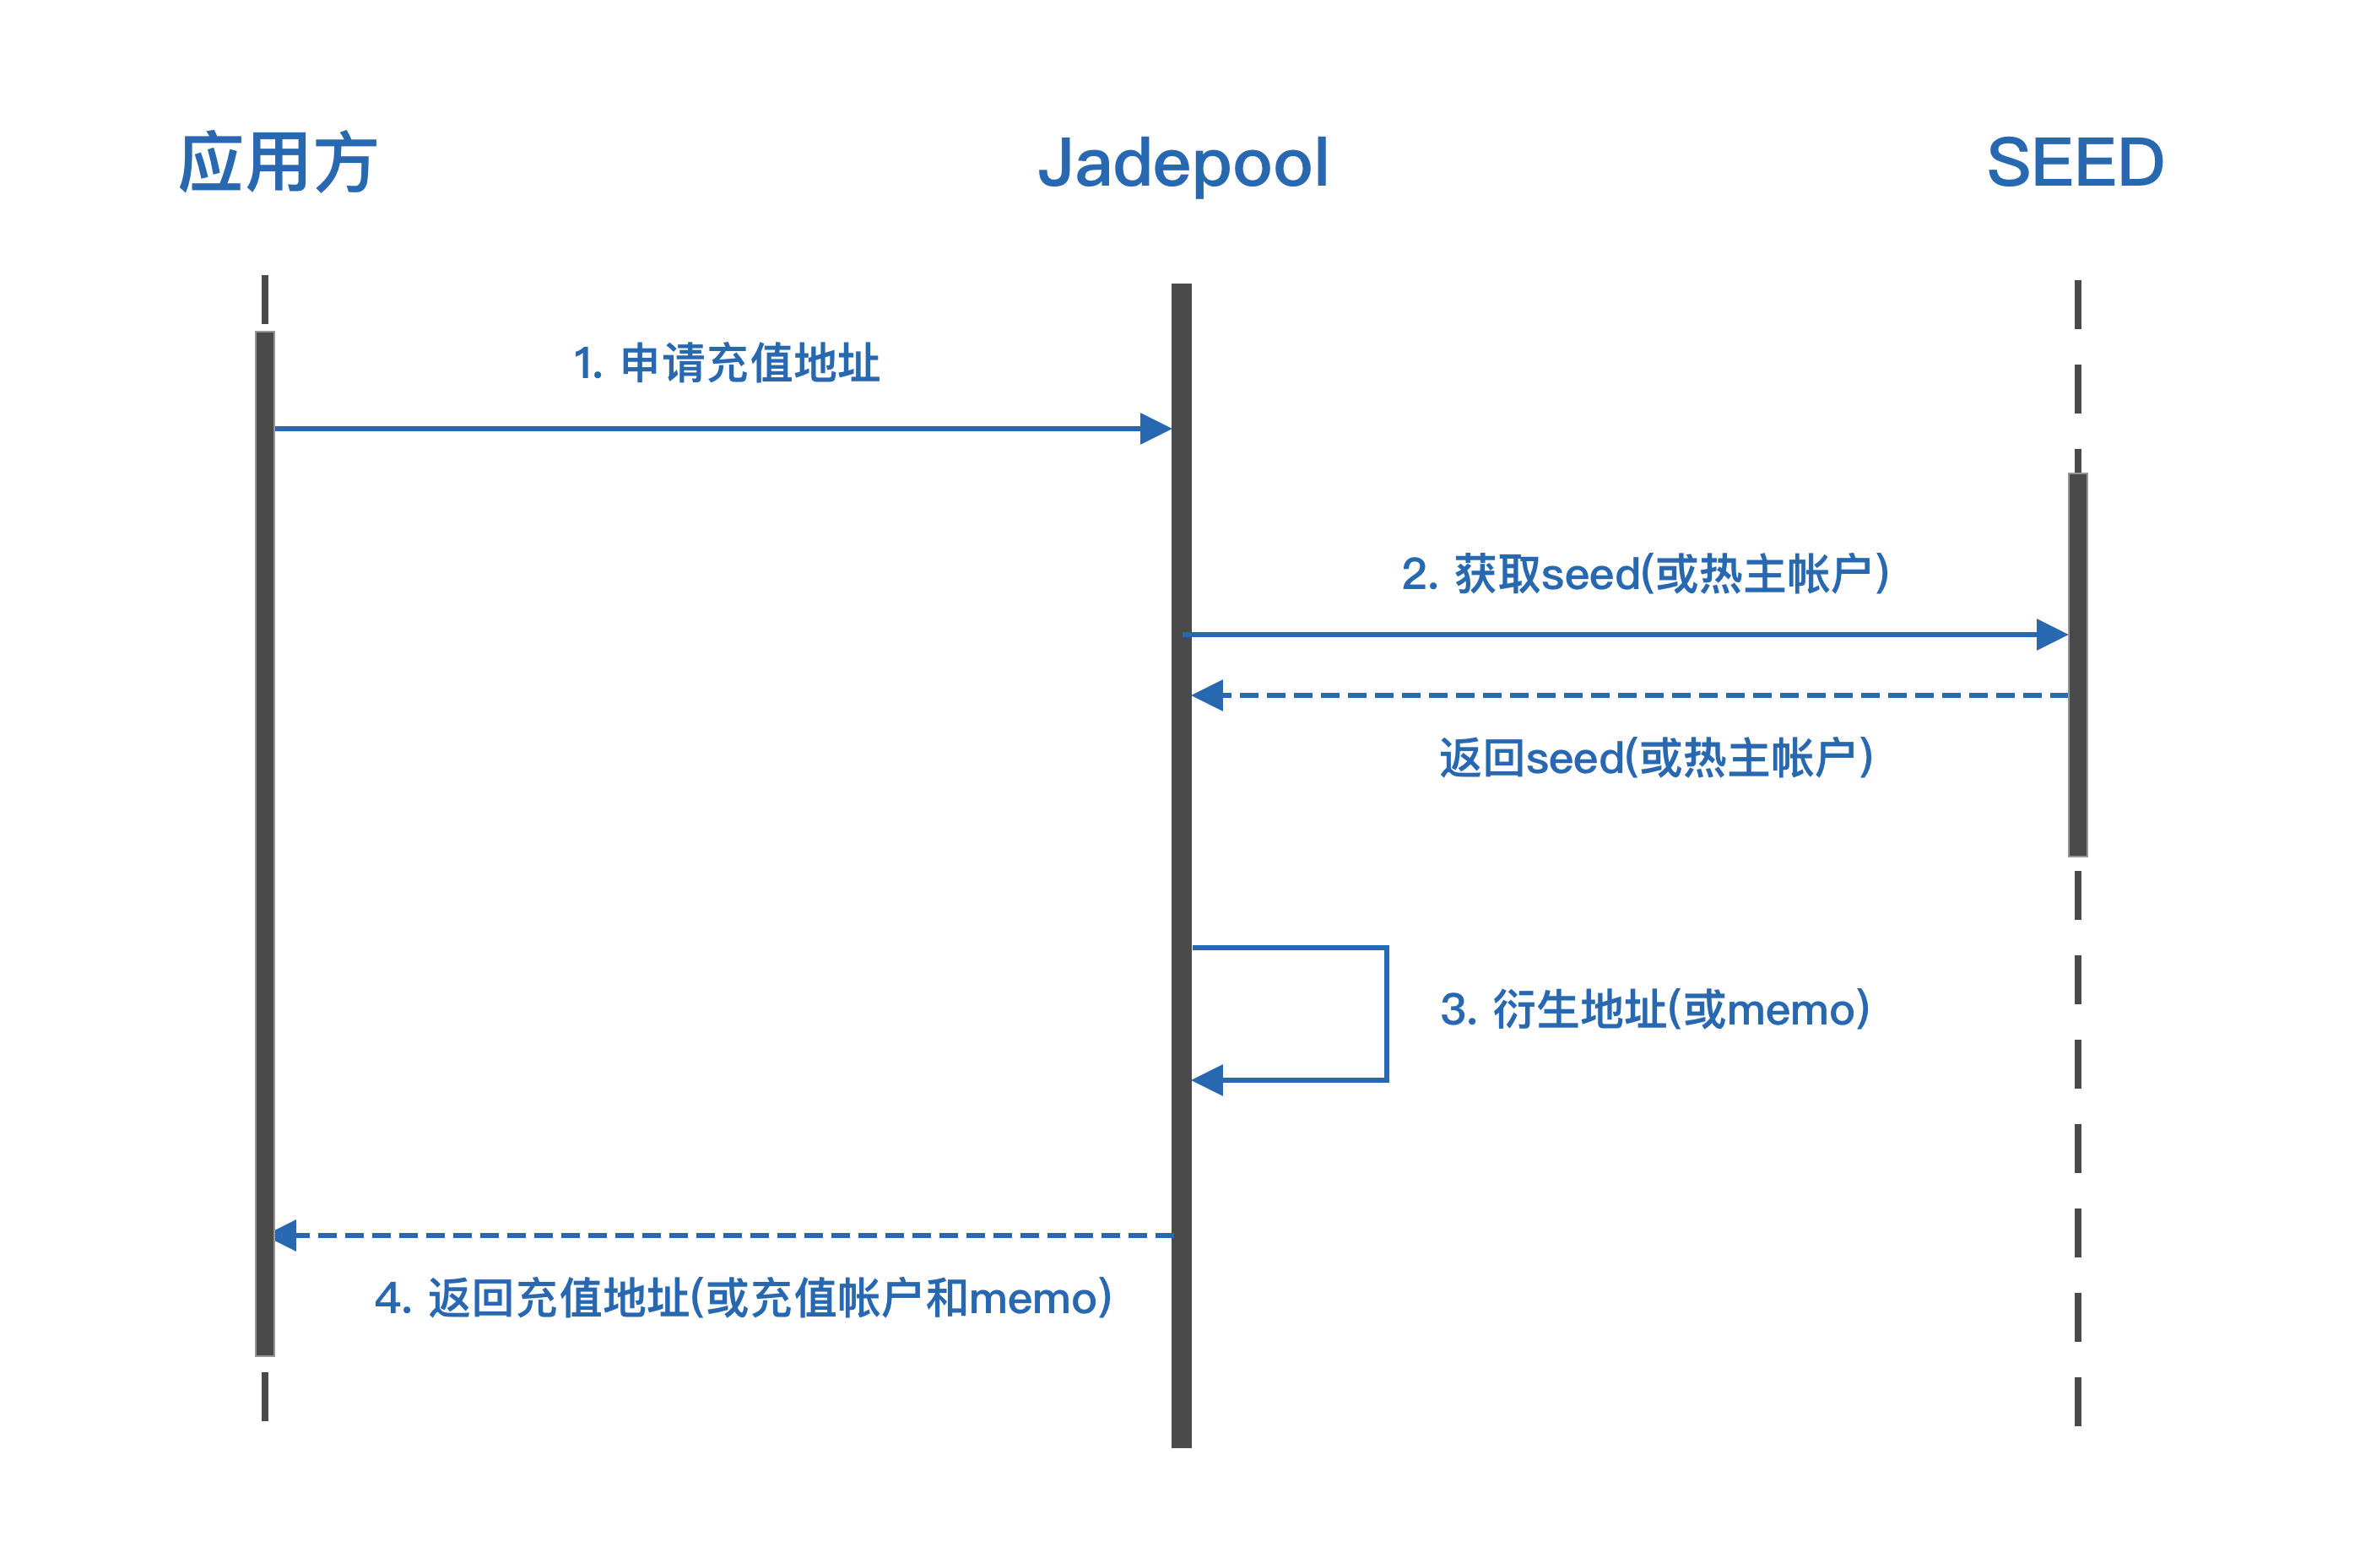 应用方
Jadepool
SEED
1. 申请充值地址
2. 获取seed(或热主帐户)
返回seed(或热主帐户)
3. 衍生地址(或memo)
4. 返回充值地址(或充值帐户和memo)